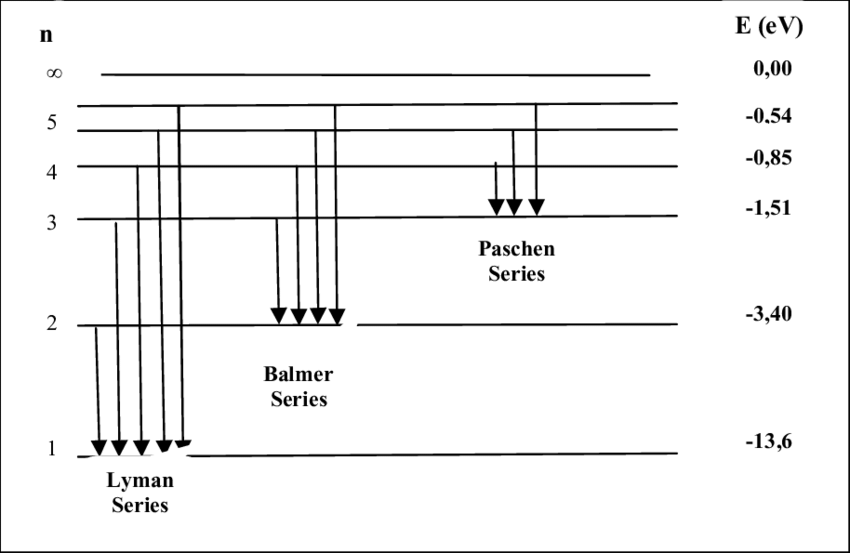 n E (eV)
∞ 0,00
5 -0.54
4 -0,85
3 -1,51
Paschen
Series
2 -3,40
Balmer
Series
1 -13,6
Lyman
Series